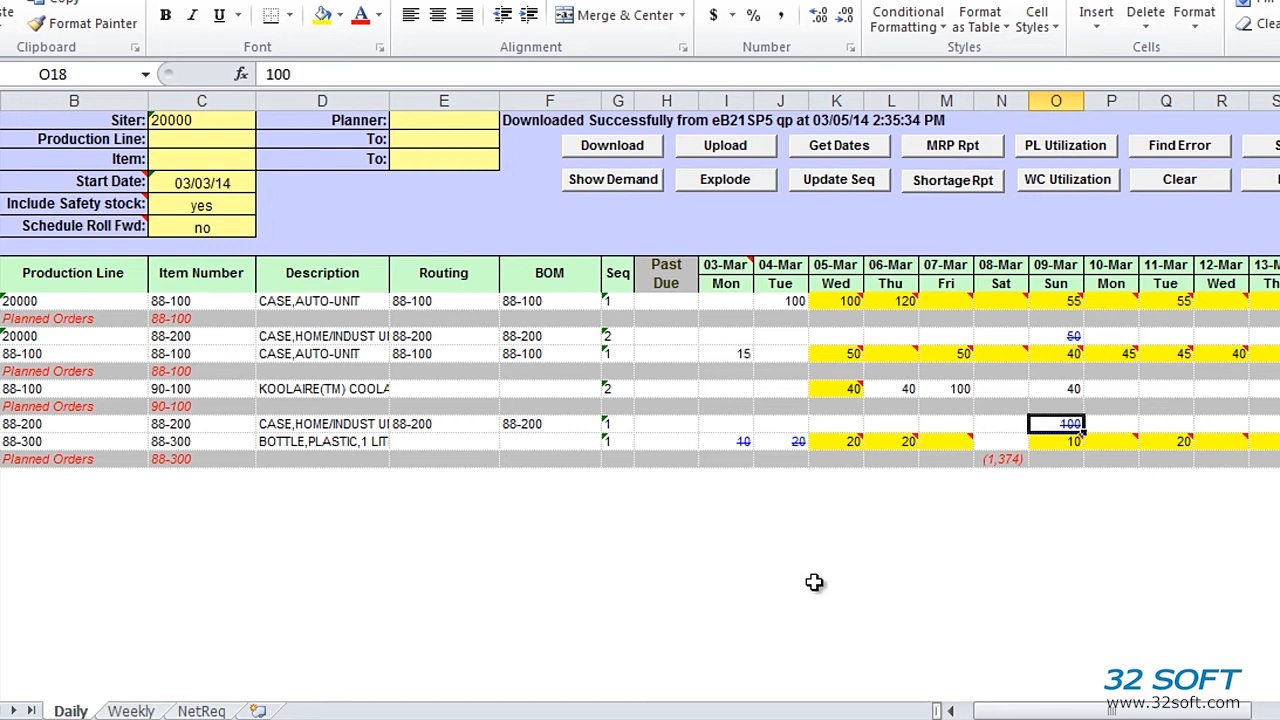 Copy
Format Painter
Clipboard
B I U
Font
Alignment
Merge & Center
$ % ,
Number
Conditional Formatting
Format as Table
Cell Styles
Styles
Insert Delete Format
Cells
Clea
O18 fx 100
B C D E F G H I J K L M N O P Q R S
Siter: 20000 Planner: Downloaded Successfully from eB21SP5 qp at 03/05/14 2:35:34 PM
Production Line: To:
Item: To:
Start Date: 03/03/14
Include Safety stock: yes
Schedule Roll Fwd: no
Download Upload Get Dates MRP Rpt PL Utilization Find Error S
Show Demand Explode Update Seq Shortage Rpt WC Utilization Clear
Production Line Item Number Description Routing BOM Seq Past Due 03-Mar 04-Mar 05-Mar 06-Mar 07-Mar 08-Mar 09-Mar 10-Mar 11-Mar 12-Mar 13-
Mon Tue Wed Thu Fri Sat Sun Mon Tue Wed Th
20000 88-100 CASE,AUTO-UNIT 88-100 88-100 1 100 100 120 55 55
Planned Orders 88-100
20000 88-200 CASE,HOME/INDUST U 88-200 88-200 2 50
88-100 88-100 CASE,AUTO-UNIT 88-100 88-100 1 15 50 50 40 45 45 40
Planned Orders 88-100
88-100 90-100 KOOLAIRE(TM) COOLA 2 40 40 100 40
Planned Orders 90-100
88-200 88-200 CASE,HOME/INDUST U 88-200 88-200 1 100
88-300 88-300 BOTTLE,PLASTIC,1 LIT 1 10 20 20 20 10 20
Planned Orders 88-300 (1,374)
32 SOFT
www.32soft.com
Daily Weekly NetReq